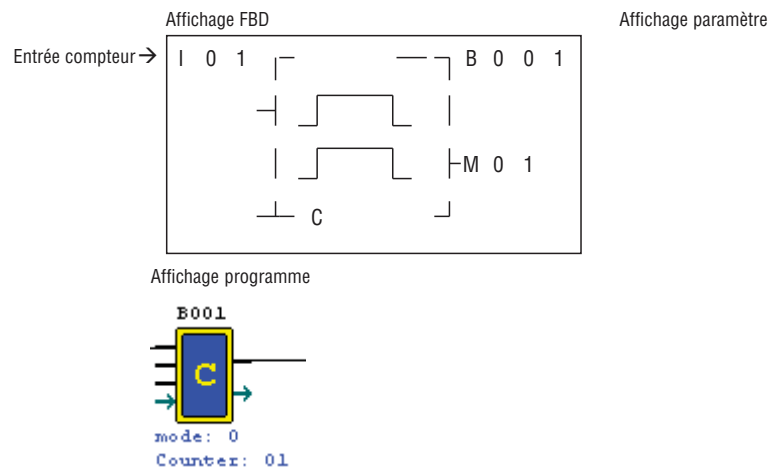 Affichage FBD
Affichage paramètre
Entrée compteur → I 0 1 B 0 0 1
M 0 1
C
Affichage programme
B001
C
mode: 0
Counter: 01